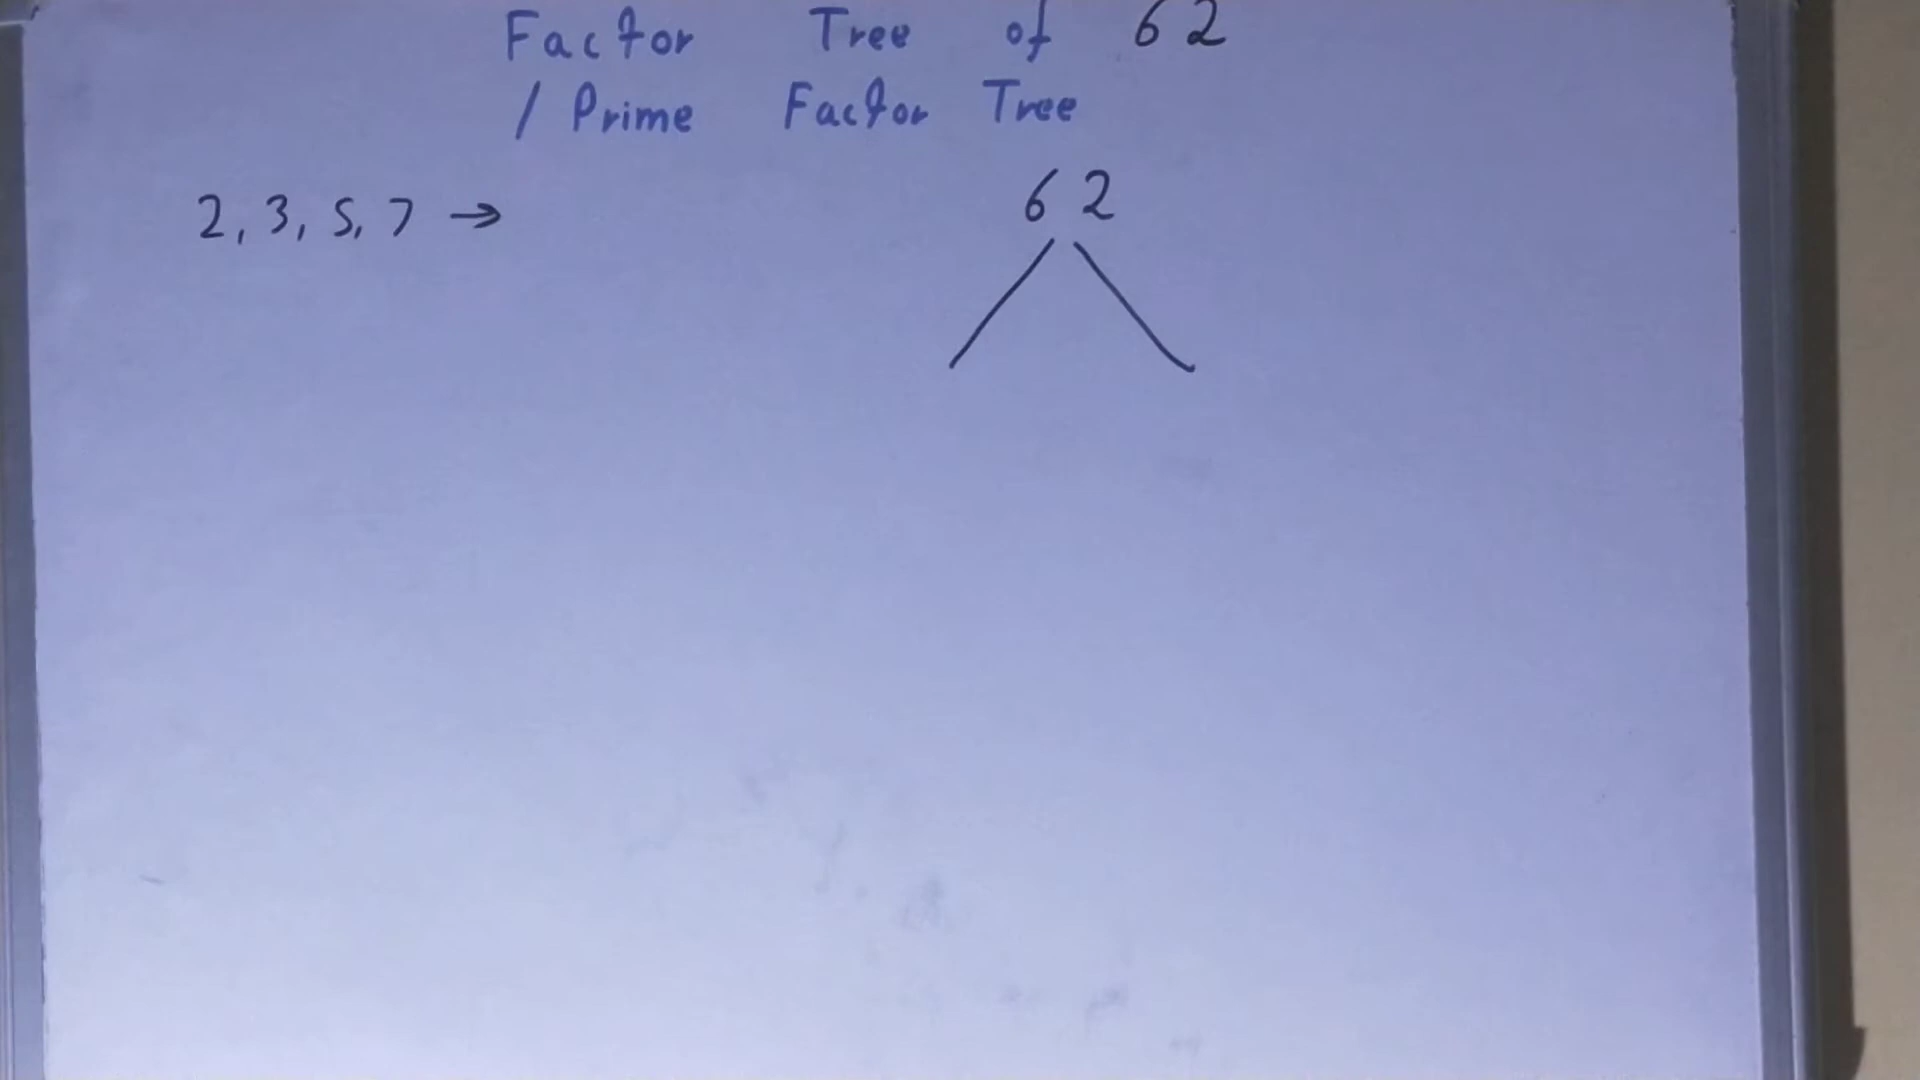 Factor Tree of 62
/ Prime Factor Tree
2, 3, 5, 7 →
62